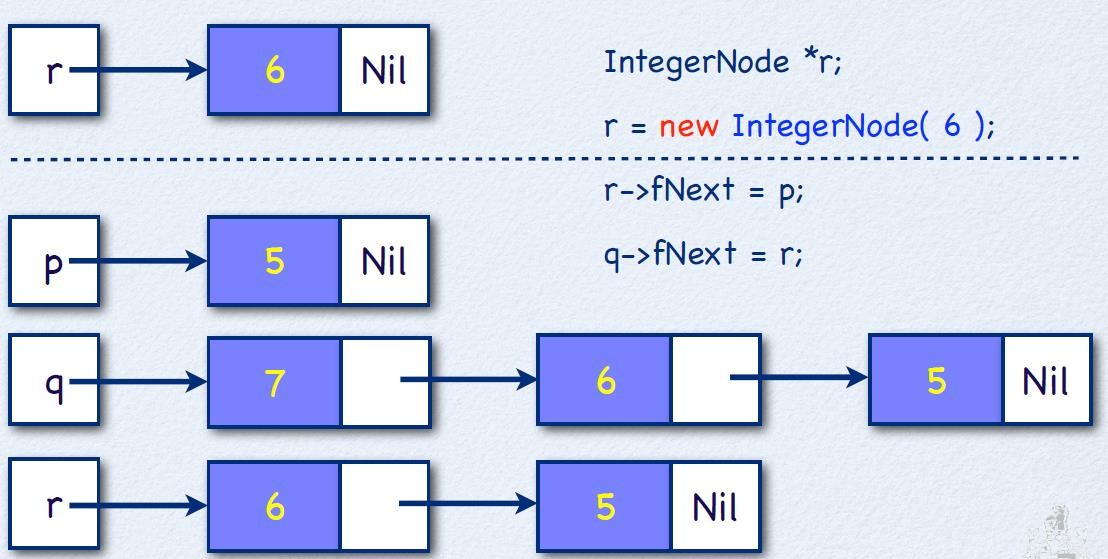 r 6 Nil
IntegerNode *r;
r = new IntegerNode( 6 );
r->fNext = p;
q->fNext = r;
p 5 Nil
q 7 6 5 Nil
r 6 5 Nil